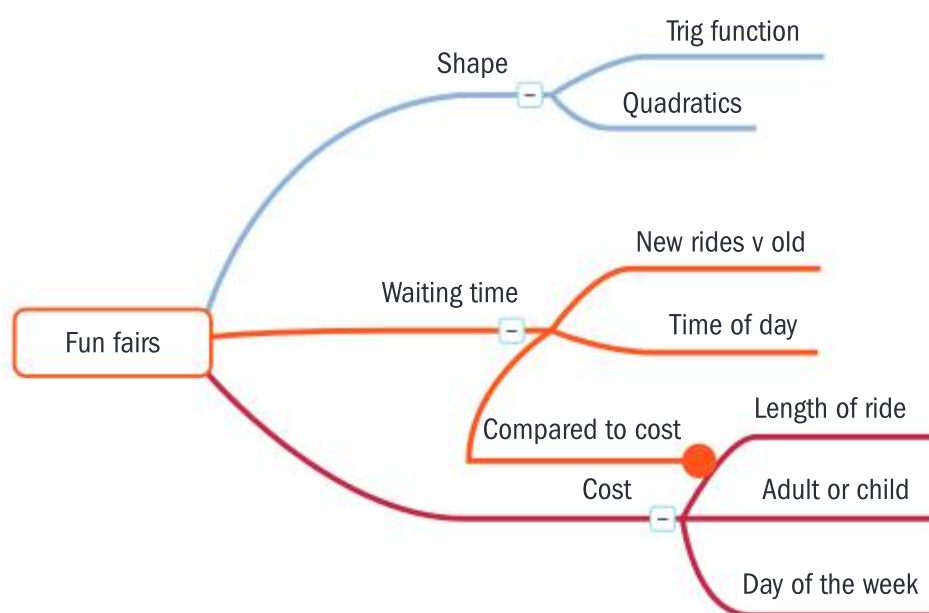 Trig function
Shape
Quadratics
New rides v old
Waiting time
Time of day
Fun fairs
Length of ride
Compared to cost
Cost
Adult or child
Day of the week